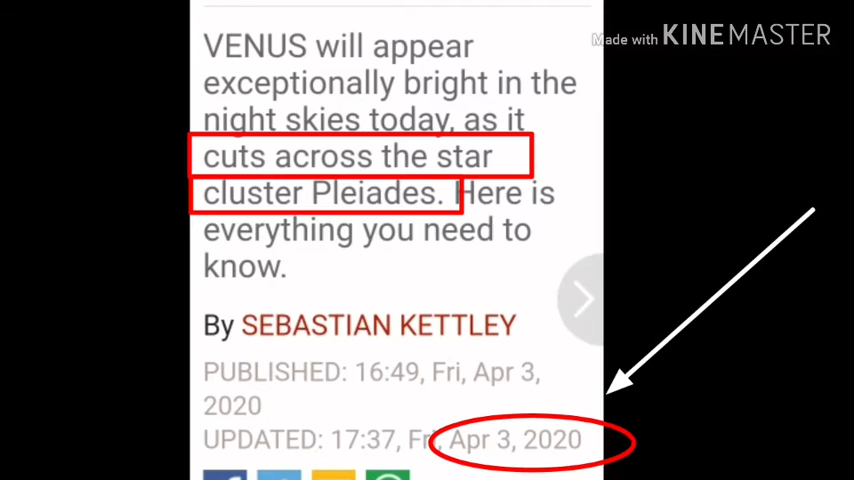 Made with KINEMASTER
VENUS will appear
exceptionally bright in the
night skies today, as it
cuts across the star
cluster Pleiades. Here is
everything you need to
know.
By SEBASTIAN KETTLEY
PUBLISHED: 16:49, Fri, Apr 3,
2020
UPDATED: 17:37, Fri, Apr 3, 2020